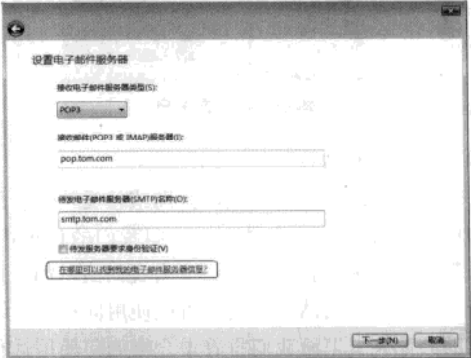 设置电子邮件服务器
接收电子邮件服务器类型(S):
POP3
接收邮件(POP3 或 IMAP)服务器(I):
pop.tom.com
待发电子邮件服务器(SMTP)名称(O):
smtp.tom.com
待发服务器要求身份验证(V)
在哪里可以找到我的电子邮件服务器信息?
下一步(N)
取消